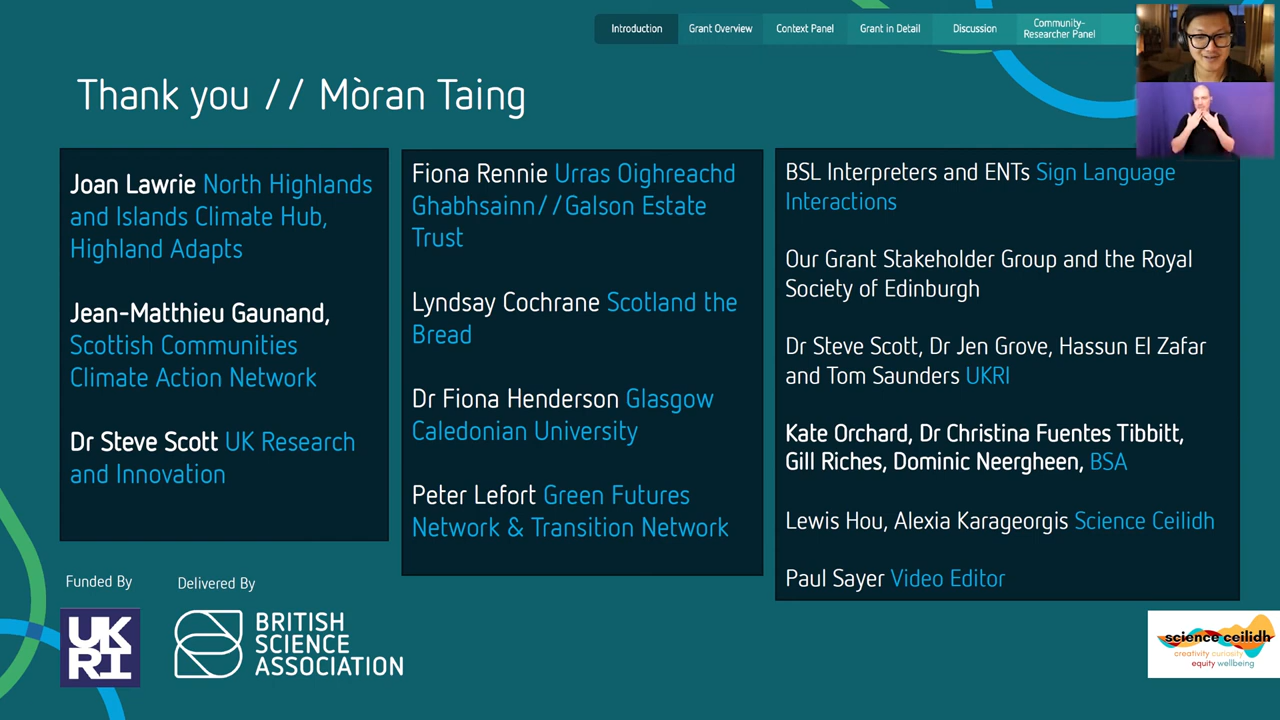 Introduction
Grant Overview
Context Panel
Grant in Detail
Discussion
Community-
Researcher Panel
Thank you // Mòran Taing
Joan Lawrie North Highlands
and Islands Climate Hub,
Highland Adapts
Jean-Matthieu Gaunand,
Scottish Communities
Climate Action Network
Dr Steve Scott UK Research
and Innovation
Fiona Rennie Urras Oighreachd
Ghabhsainn//Galson Estate
Trust
Lyndsay Cochrane Scotland the
Bread
Dr Fiona Henderson Glasgow
Caledonian University
Peter Lefort Green Futures
Network & Transition Network
BSL Interpreters and ENTs Sign Language
Interactions
Our Grant Stakeholder Group and the Royal
Society of Edinburgh
Dr Steve Scott, Dr Jen Grove, Hassun El Zafar
and Tom Saunders UKRI
Kate Orchard, Dr Christina Fuentes Tibbitt,
Gill Riches, Dominic Neergheen, BSA
Lewis Hou, Alexia Karageorgis Science Ceilidh
Paul Sayer Video Editor
Funded By
UK
RI
Delivered By
BRITISH
SCIENCE
ASSOCIATION
science ceilidh
creativity curiosity
equity wellbeing